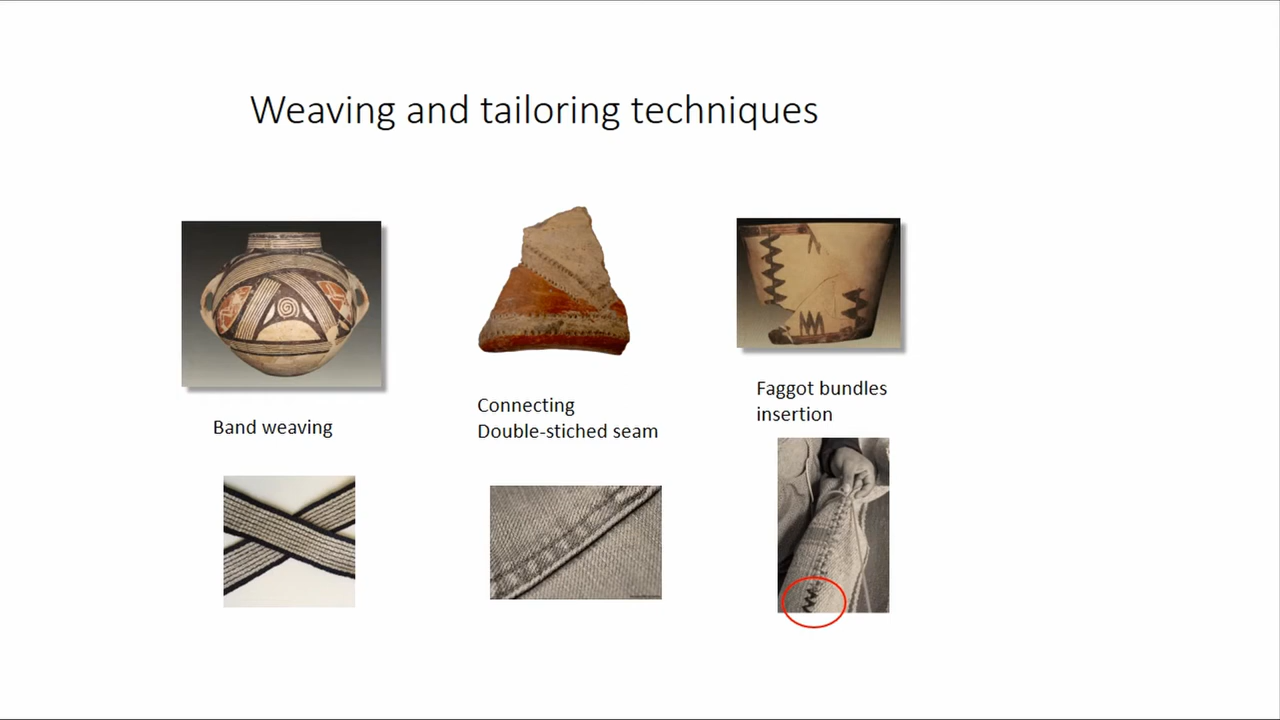 Weaving and tailoring techniques
Band weaving
Connecting
Double-stiched seam
Faggot bundles
insertion